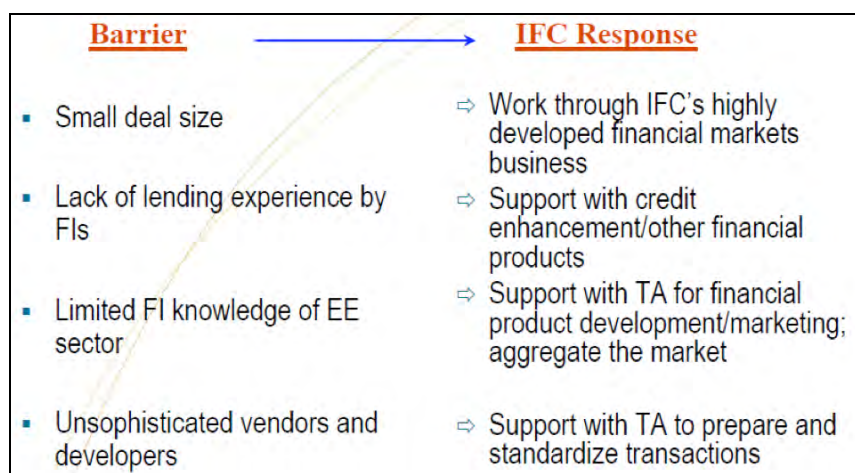 Barrier
IFC Response
▪ Small deal size
⇨ Work through IFC's highly
developed financial markets
business
▪ Lack of lending experience by
FIs
⇨ Support with credit
enhancement/other financial
products
▪ Limited FI knowledge of EE
sector
⇨ Support with TA for financial
product development/marketing;
aggregate the market
▪ Unsophisticated vendors and
developers
⇨ Support with TA to prepare and
standardize transactions